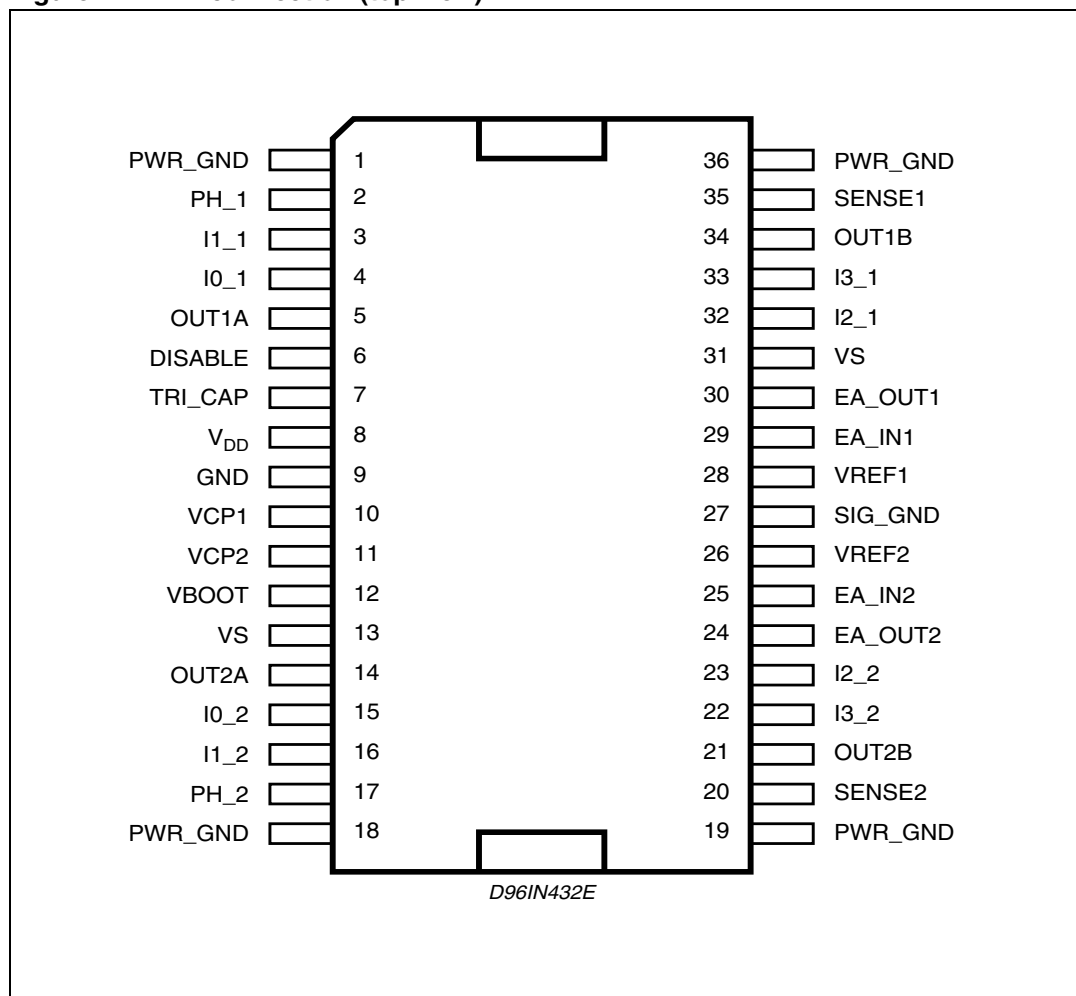 PWR_GND 1 36 PWR_GND
PH_1 2 35 SENSE1
I1_1 3 34 OUT1B
I0_1 4 33 I3_1
OUT1A 5 32 I2_1
DISABLE 6 31 VS
TRI_CAP 7 30 EA_OUT1
VDD 8 29 EA_IN1
GND 9 28 VREF1
VCP1 10 27 SIG_GND
VCP2 11 26 VREF2
VBOOT 12 25 EA_IN2
VS 13 24 EA_OUT2
OUT2A 14 23 I2_2
I0_2 15 22 I3_2
I1_2 16 21 OUT2B
PH_2 17 20 SENSE2
PWR_GND 18 19 PWR_GND
D96IN432E